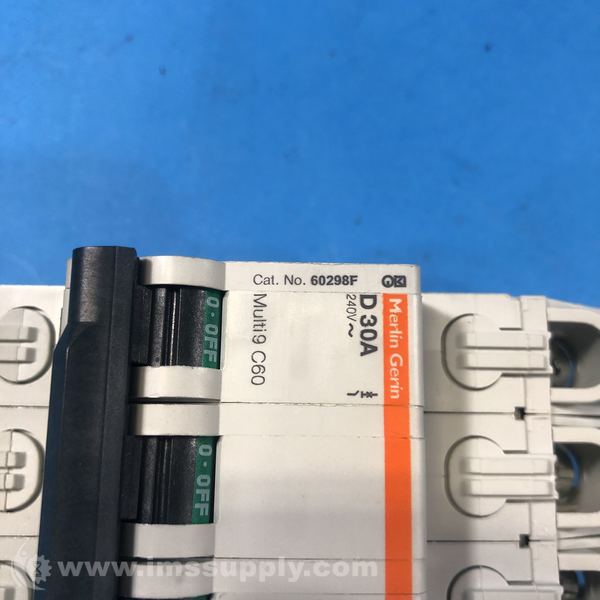 Cat. No. 60298F
Multi9 C60
D 30A
240V~
Merlin Gerin
O·OFF
O·OFF
www.imssupply.com